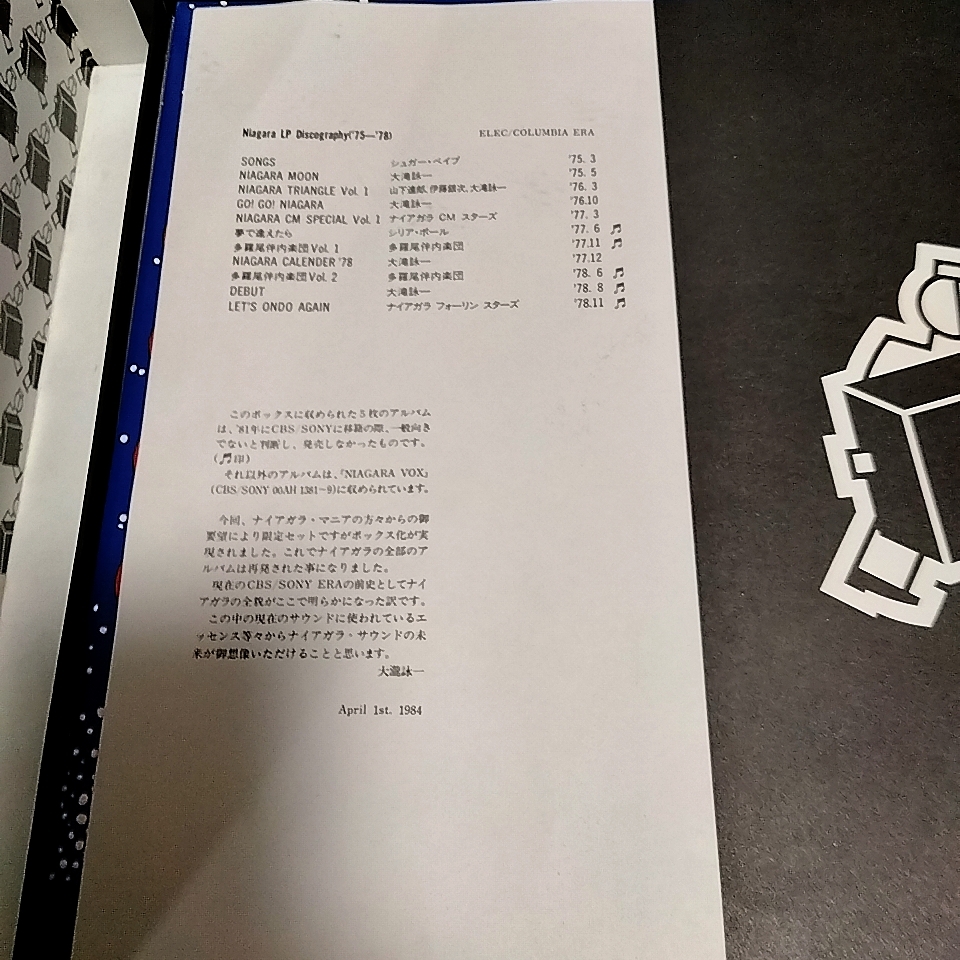 Niagara LP Discography('75—'78) ELEC/COLUMBIA ERA
SONGS シュガー・ベイブ '75. 3
NIAGARA MOON 大滝詠一 '75. 5
NIAGARA TRIANGLE Vol. 1 山下達郎、伊藤銀次、大滝詠一 '76. 3
GO! GO! NIAGARA 大滝詠一 '76.10
NIAGARA CM SPECIAL Vol. 1 ナイアガラ CM スターズ '77. 3
夢で逢えたら シリア・ポール '77. 6 ♬
多羅尾伴内楽団 Vol. 1 多羅尾伴内楽団 '77.11 ♬
NIAGARA CALENDER '78 大滝詠一 '77.12
多羅尾伴内楽団 Vol. 2 多羅尾伴内楽団 '78. 6 ♬
DEBUT 大滝詠一 '78. 8 ♬
LET'S ONDO AGAIN ナイアガラ フォーリン スターズ '78.11 ♬
このボックスに収められた5枚のアルバム
は、'81年にCBS/SONYに移籍の際、一般向き
でないと判断し、発売しなかったものです。
(♬印)
それ以外のアルバムは、『NIAGARA VOX』
(CBS/SONY 00AH 1381~9)に収められています。
今回、ナイアガラ・マニアの方々からの御
要望により限定セットですがボックス化が実
現されました。これでナイアガラの全部のア
ルバムは再発された事になりました。
現在のCBS/SONY ERAの前史としてナイ
アガラの全貌がここで明らかになった訳です。
この中の現在のサウンドに使われているエ
ッセンス等々からナイアガラ・サウンドの未
来が御想像いただけることと思います。
大瀧詠一
April 1st. 1984